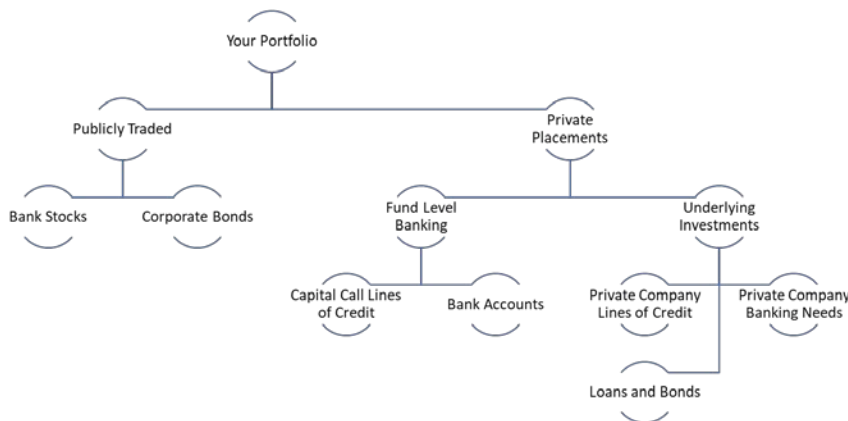 Your Portfolio
Publicly Traded
Private
Placements
Bank Stocks
Corporate Bonds
Fund Level
Banking
Underlying
Investments
Capital Call Lines
of Credit
Bank Accounts
Private Company
Lines of Credit
Private Company
Banking Needs
Loans and Bonds